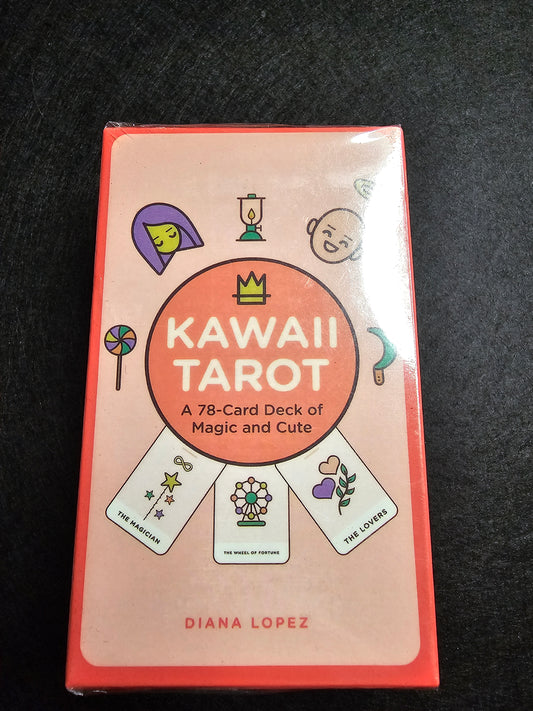 KAWAII
TAROT
A 78-Card Deck of
Magic and Cute
THE MAGICIAN
THE WHEEL OF FORTUNE
THE LOVERS
DIANA LOPEZ